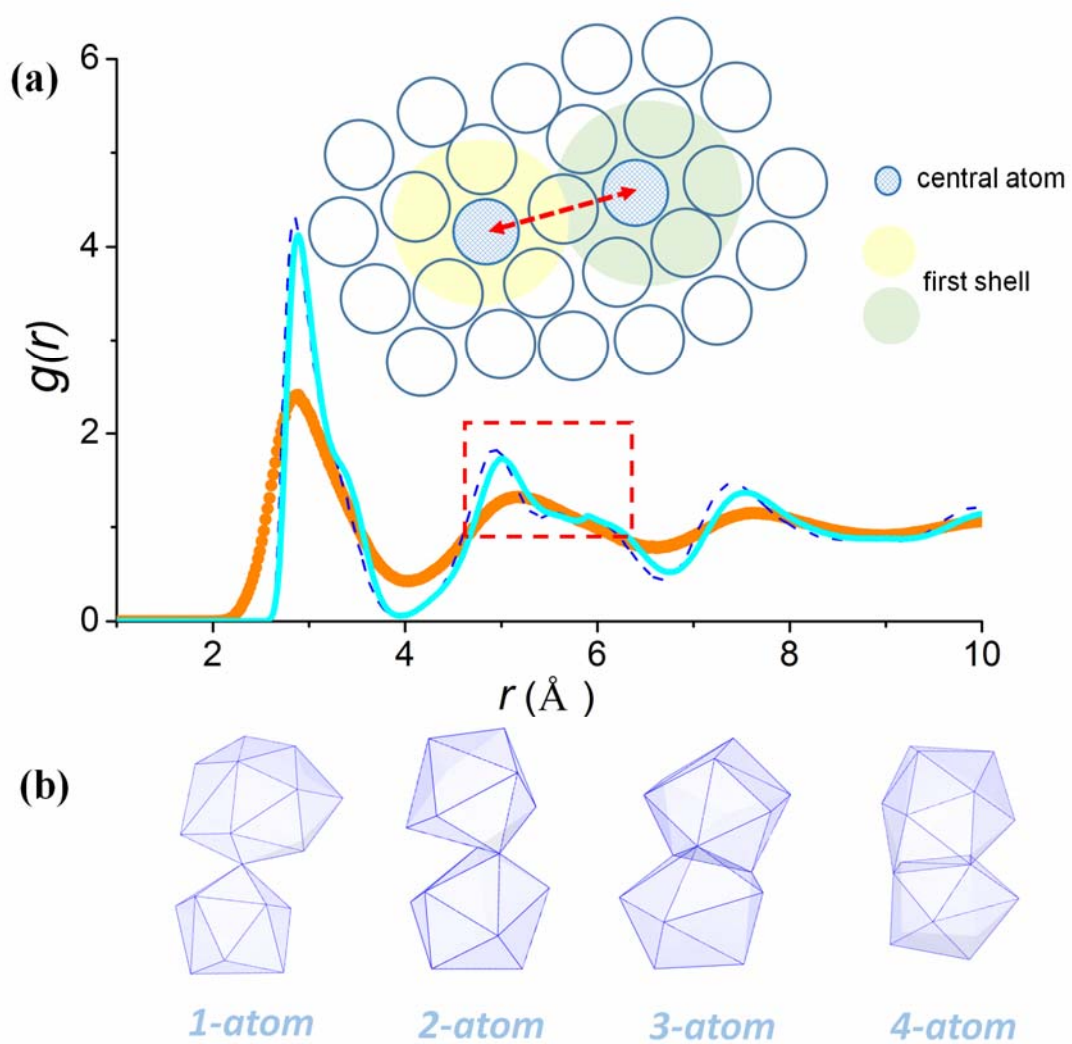 (a)
6
4
2
0
g(r)
central atom
first shell
2 4 6 8 10
r (Å )
(b)
1-atom 2-atom 3-atom 4-atom